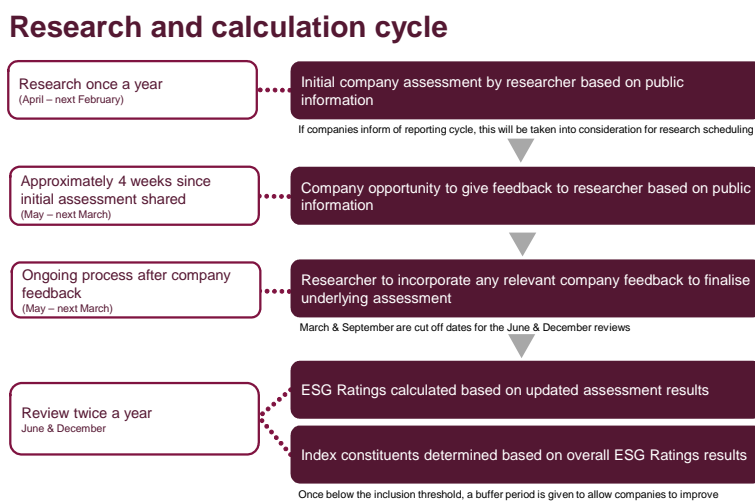 Research and calculation cycle
Research once a year
(April – next February)
Initial company assessment by researcher based on public
information
If companies inform of reporting cycle, this will be taken into consideration for research scheduling
Approximately 4 weeks since
initial assessment shared
(May – next March)
Company opportunity to give feedback to researcher based on public
information
Ongoing process after company
feedback
(May – next March)
Researcher to incorporate any relevant company feedback to finalise
underlying assessment
March & September are cut off dates for the June & December reviews
Review twice a year
June & December
ESG Ratings calculated based on updated assessment results
Index constituents determined based on overall ESG Ratings results
Once below the inclusion threshold, a buffer period is given to allow companies to improve